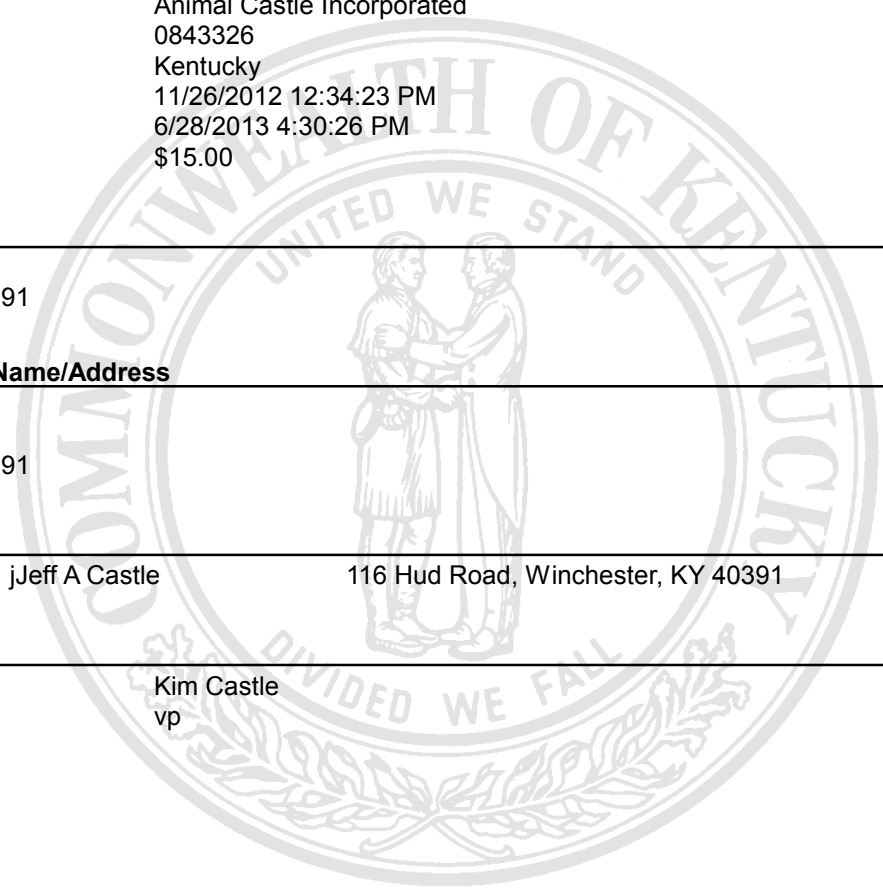 Animal Castle Incorporated
0843326
Kentucky
11/26/2012 12:34:23 PM
6/28/2013 4:30:26 PM
$15.00
91
Name/Address
91
jJeff A Castle 116 Hud Road, Winchester, KY 40391
Kim Castle
vp
COMMONWEALTH OF KENTUCKY
UNITED WE STAND
DIVIDED WE FALL